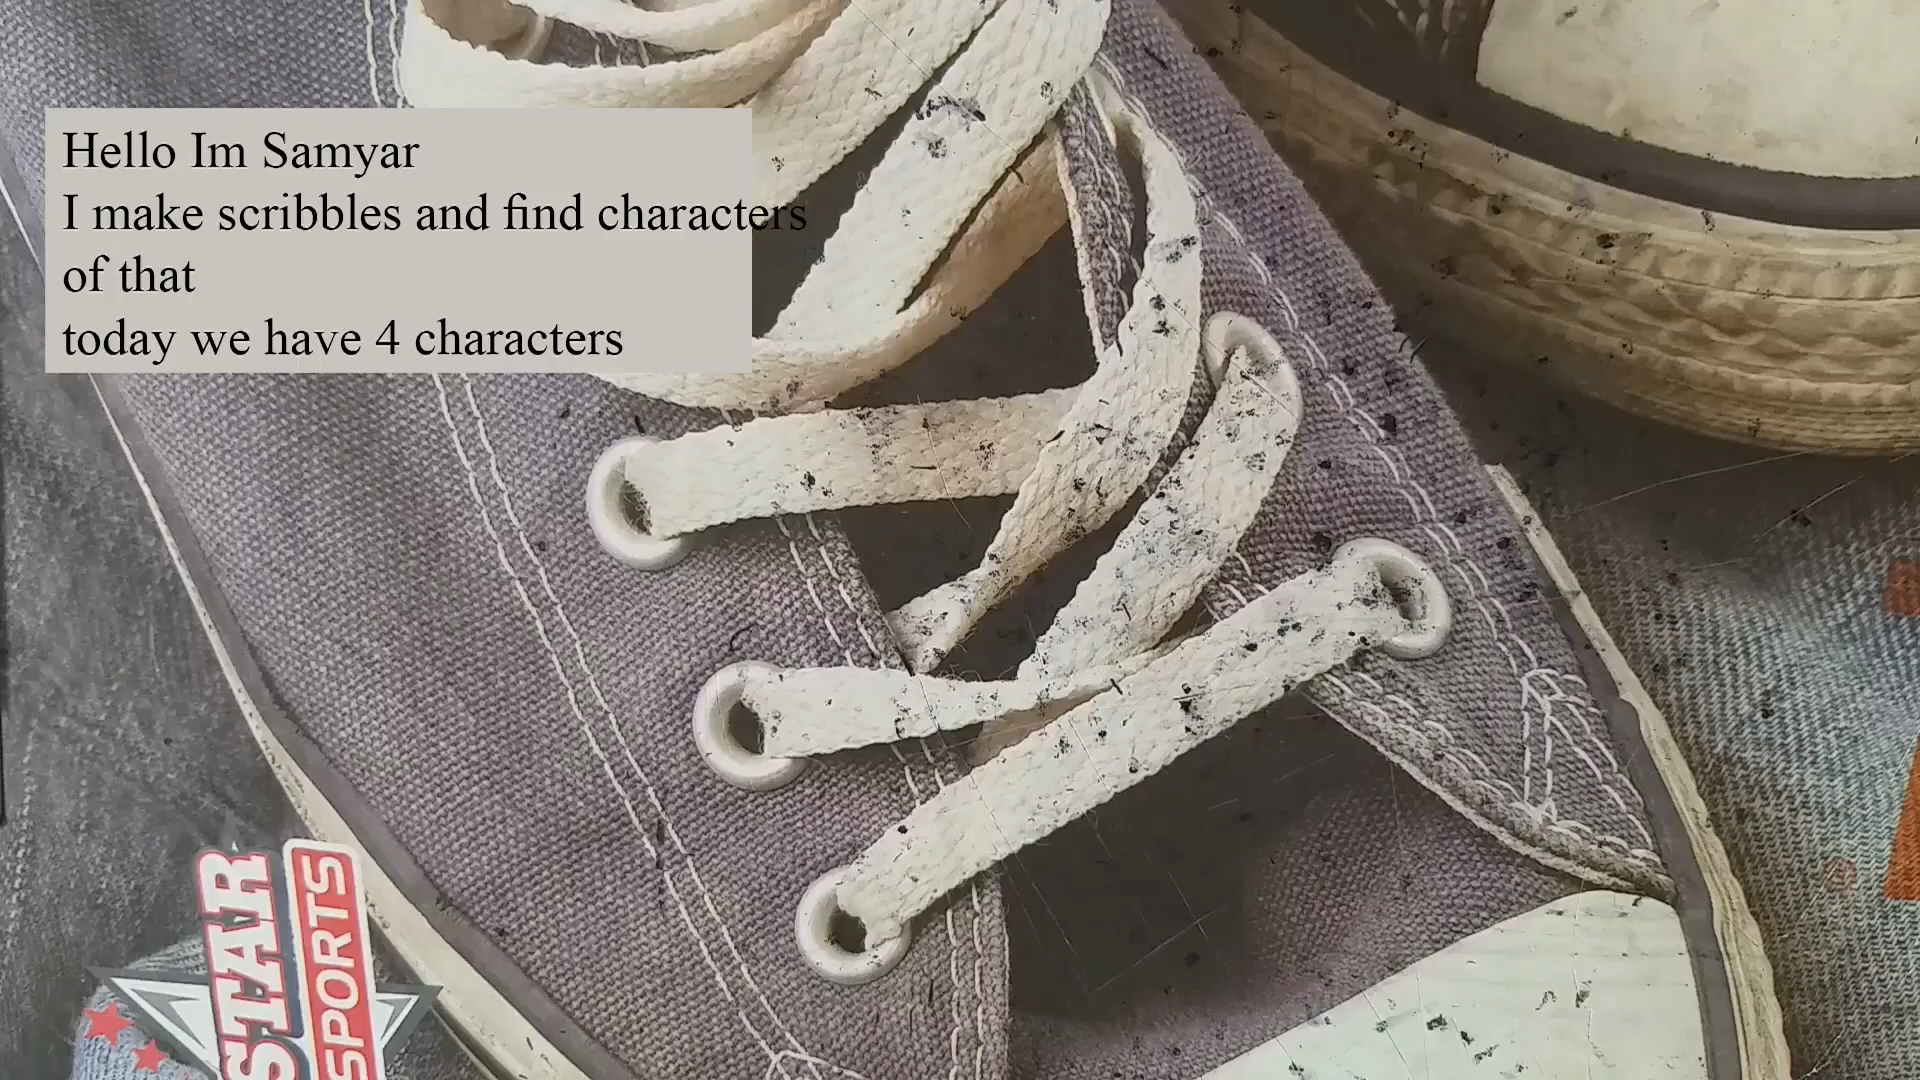 Hello Im Samyar
I make scribbles and find characters
of that
today we have 4 characters
STAR
SPORTS